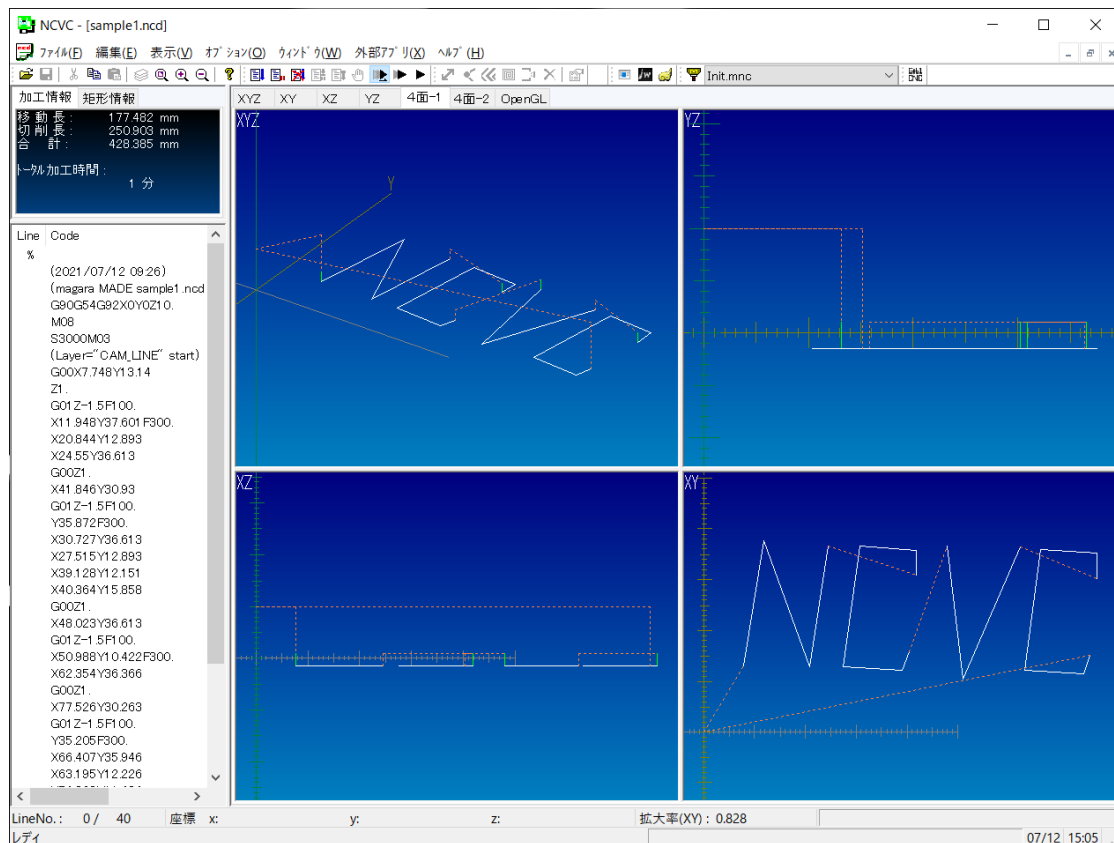 NCVC - [sample1.ncd]
ファイル(F) 編集(E) 表示(V) オプション(O) ウィンドウ(W) 外部アプリ(X) ヘルプ(H)
Init.mnc
加工情報 矩形情報
XYZ XY XZ YZ 4面-1 4面-2 OpenGL
移動長: 177.482 mm
切削長: 250.903 mm
合 計: 428.385 mm
トータル加工時間:
1 分
Line Code
%
(2021/07/12 09:26)
(magara MADE sample1.ncd
G90G54G92X0Y0Z10.
M08
S3000M03
(Layer="CAM_LINE" start)
G00X7.748Y13.14
Z1.
G01Z-1.5F100.
X11.948Y37.601F300.
X20.844Y12.893
X24.55Y36.613
G00Z1.
X41.846Y30.93
G01Z-1.5F100.
Y35.872F300.
X30.727Y36.613
X27.515Y12.893
X39.128Y12.151
X40.364Y15.858
G00Z1.
X48.023Y36.613
G01Z-1.5F100.
X50.988Y10.422F300.
X62.354Y36.366
G00Z1.
X77.526Y30.263
G01Z-1.5F100.
Y35.205F300.
X66.407Y35.946
X63.195Y12.226
XYZ
Y
YZ
XZ
XY
LineNo.: 0 / 40 座標 x: y: z: 拡大率(XY) : 0.828
レディ 07/12 15:05